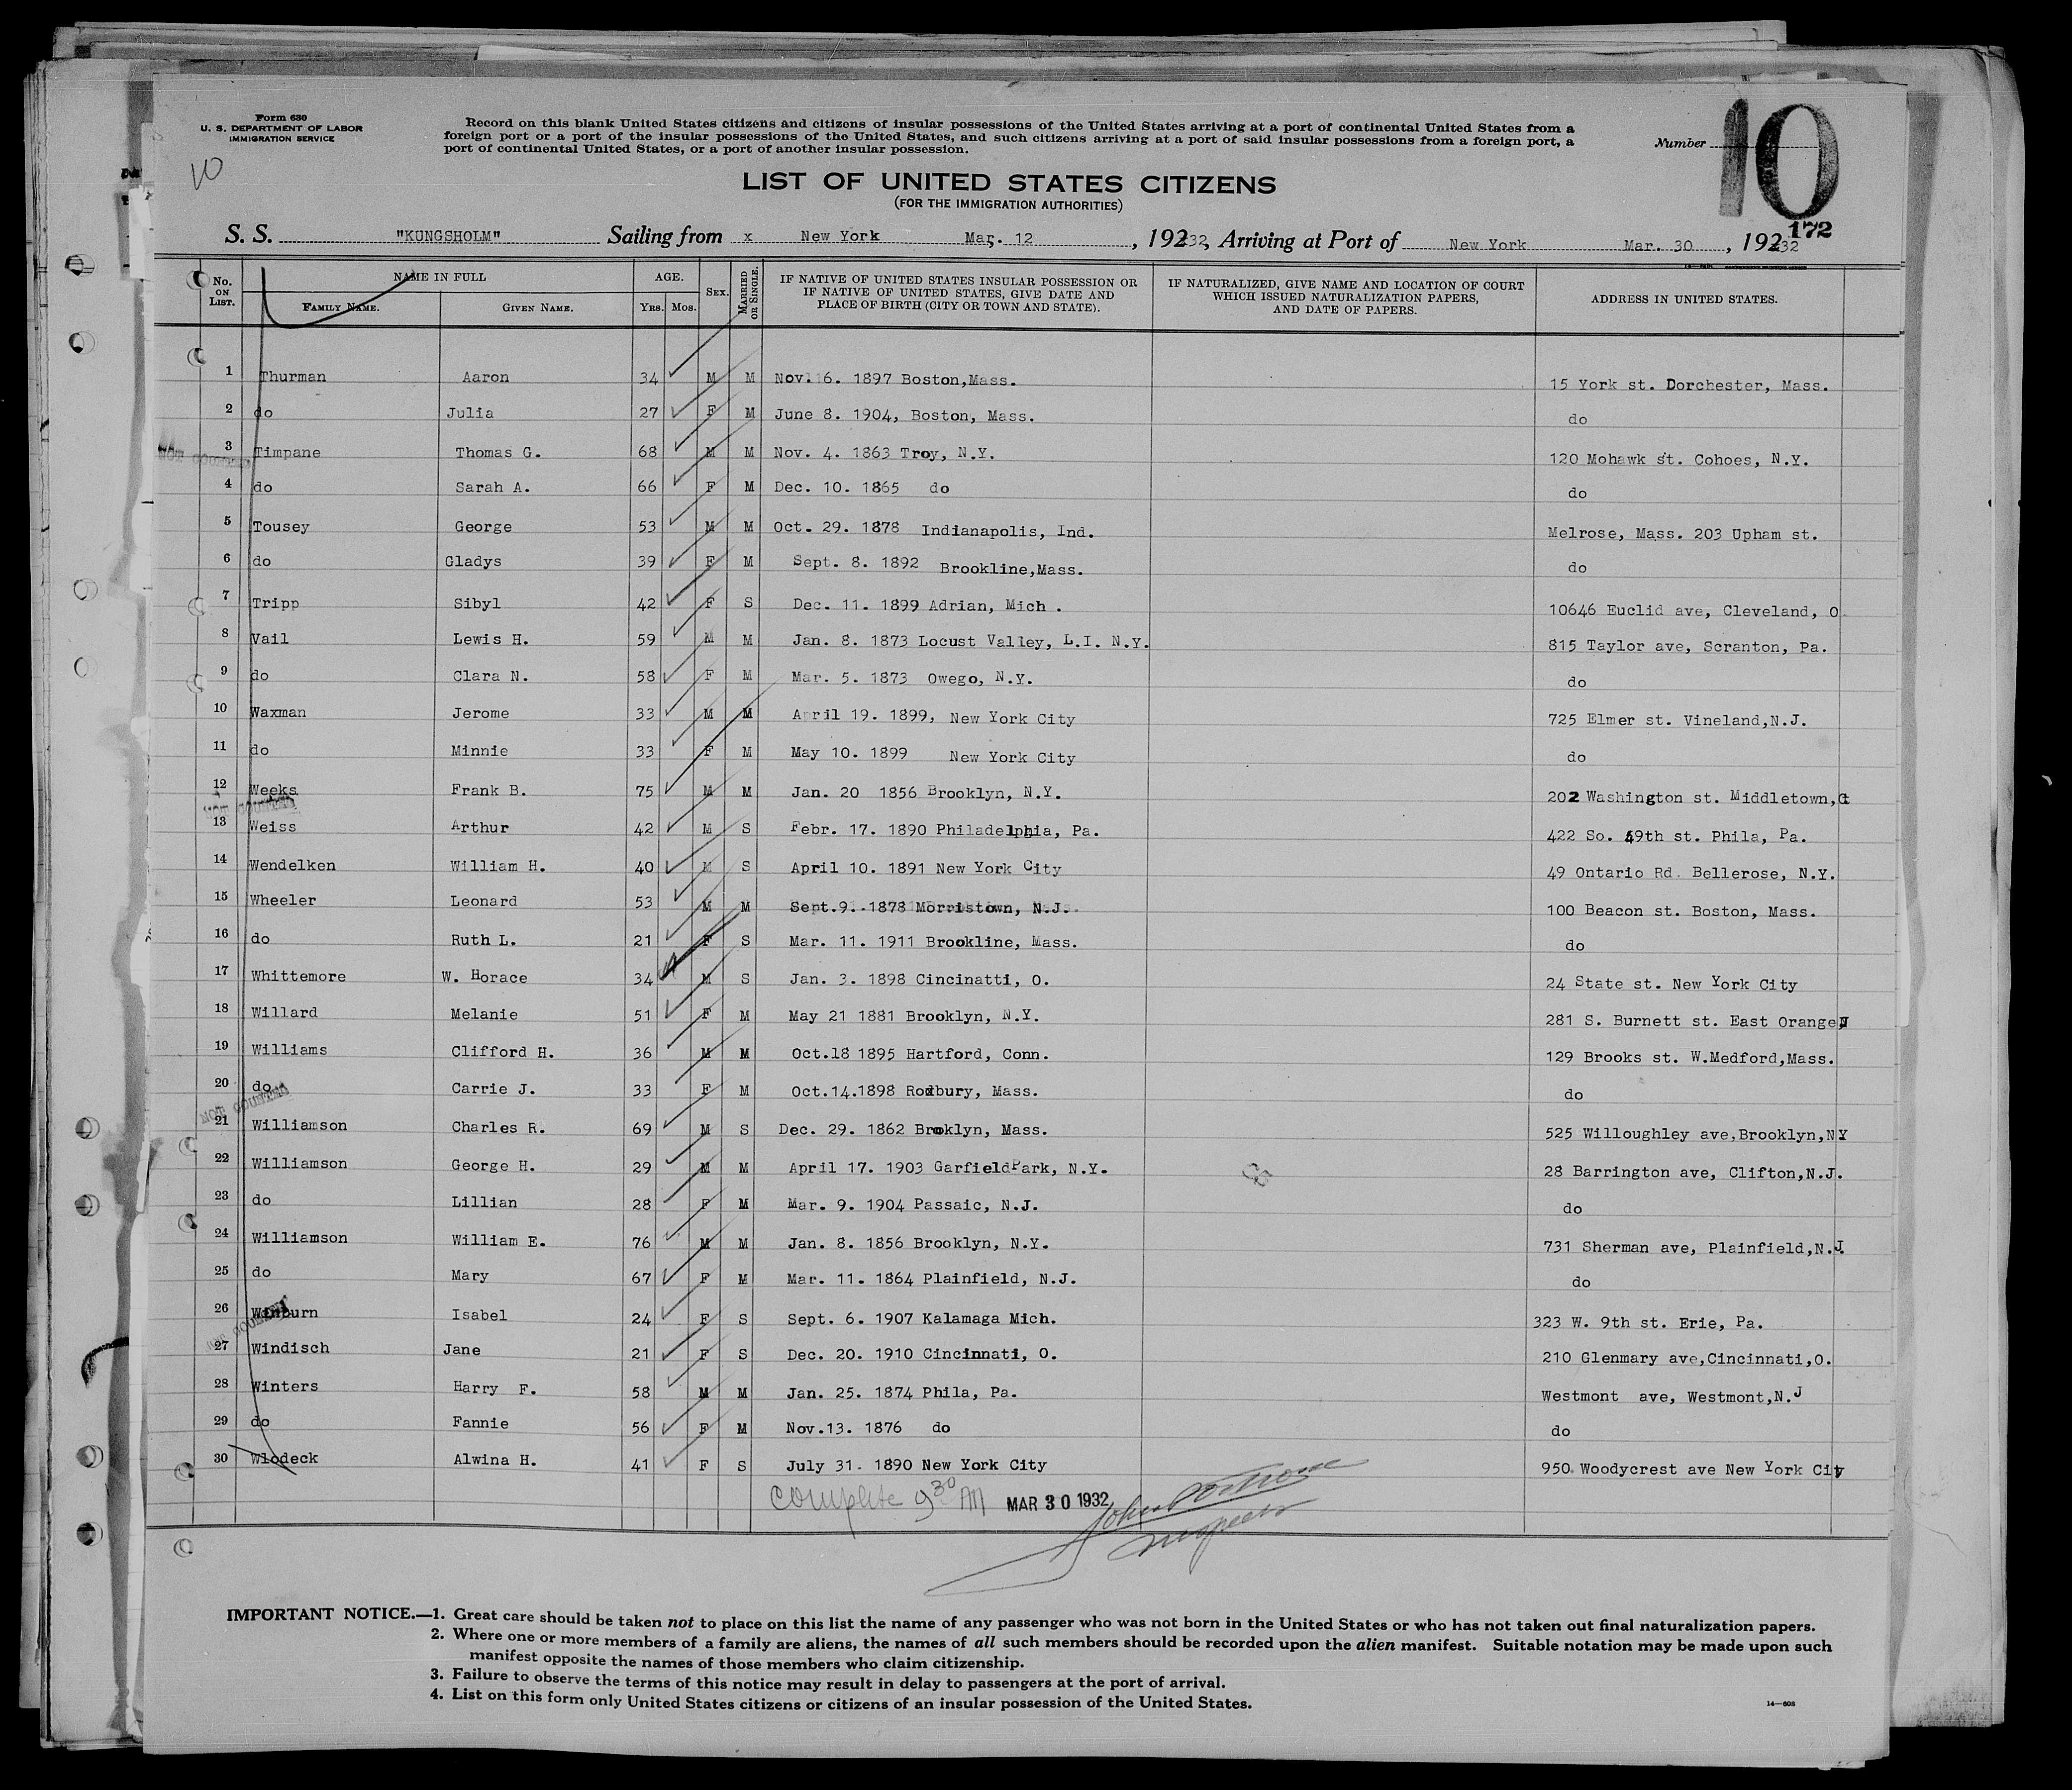 Form 630
U. S. DEPARTMENT OF LABOR
IMMIGRATION SERVICE
10
Record on this blank United States citizens and citizens of insular possessions of the United States arriving at a port of continental United States from a
foreign port or a port of the insular possessions of the United States, and such citizens arriving at a port of said insular possessions from a foreign port, a
port of continental United States, or a port of another insular possession.
Number 10
172
LIST OF UNITED STATES CITIZENS
(FOR THE IMMIGRATION AUTHORITIES)
S. S. "KUNGSHOLM" Sailing from x New York Mar. 12, 1932, Arriving at Port of New York Mar. 30, 1932
No. ON LIST. NAME IN FULL FAMILY NAME. GIVEN NAME. AGE. YRS. MOS. SEX. MARRIED OR SINGLE. IF NATIVE OF UNITED STATES INSULAR POSSESSION OR IF NATIVE OF UNITED STATES, GIVE DATE AND PLACE OF BIRTH (CITY OR TOWN AND STATE). IF NATURALIZED, GIVE NAME AND LOCATION OF COURT WHICH ISSUED NATURALIZATION PAPERS, AND DATE OF PAPERS. ADDRESS IN UNITED STATES.
1 Thurman Aaron 34 M M Nov. 6. 1897 Boston,Mass. 15 York st. Dorchester, Mass.
2 do Julia 27 F M June 8. 1904, Boston, Mass. do
3 Timpane Thomas G. 68 M M Nov. 4. 1863 Troy, N.Y. 120 Mohawk st. Cohoes, N.Y.
4 do Sarah A. 66 F M Dec. 10. 1865 do do
5 Tousey George 53 M M Oct. 29. 1878 Indianapolis, Ind. Melrose, Mass. 203 Upham st.
6 do Gladys 39 F M Sept. 8. 1892 Brookline,Mass. do
7 Tripp Sibyl 42 F S Dec. 11. 1899 Adrian, Mich . 10646 Euclid ave, Cleveland, O.
8 Vail Lewis H. 59 M M Jan. 8. 1873 Locust Valley, L.I. N.Y. 815 Taylor ave, Scranton, Pa.
9 do Clara N. 58 F M Mar. 5. 1873 Owego, N.Y. do
10 Waxman Jerome 33 M M April 19. 1899, New York City 725 Elmer st. Vineland,N.J.
11 do Minnie 33 F M May 10. 1899 New York City do
12 Weeks Frank B. 75 M M Jan. 20 1856 Brooklyn, N.Y. 202 Washington st. Middletown,Ct
13 Weiss Arthur 42 M S Febr. 17. 1890 Philadelphia, Pa. 422 So. 49th st. Phila, Pa.
14 Wendelken William H. 40 M S April 10. 1891 New York City 49 Ontario Rd. Bellerose, N.Y.
15 Wheeler Leonard 53 M M Sept.9. 1878 Morristown, N.J. 100 Beacon st. Boston, Mass.
16 do Ruth L. 21 F S Mar. 11. 1911 Brookline, Mass. do
17 Whittemore W. Horace 34 M S Jan. 3. 1898 Cincinatti, O. 24 State st. New York City
18 Willard Melanie 51 F M May 21 1881 Brooklyn, N.Y. 281 S. Burnett st. East Orange
19 Williams Clifford H. 36 M M Oct.18 1895 Hartford, Conn. 129 Brooks st. W.Medford,Mass.
20 do Carrie J. 33 F M Oct.14.1898 Roxbury, Mass. do
21 Williamson Charles R. 69 M S Dec. 29. 1862 Brooklyn, Mass. 525 Willoughley ave,Brooklyn,NY
22 Williamson George H. 29 M M April 17. 1903 GarfieldPark, N.Y. 28 Barrington ave, Clifton,N.J.
23 do Lillian 28 F M Mar. 9. 1904 Passaic, N.J. do
24 Williamson William E. 76 M M Jan. 8. 1856 Brooklyn, N.Y. 731 Sherman ave, Plainfield,N.J.
25 do Mary 67 F M Mar. 11. 1864 Plainfield, N.J. do
26 Winburn Isabel 24 F S Sept. 6. 1907 Kalamaga Mich. 323 W. 9th st. Erie, Pa.
27 Windisch Jane 21 F S Dec. 20. 1910 Cincinnati, O. 210 Glenmary ave,Cincinnati,O.
28 Winters Harry F. 58 M M Jan. 25. 1874 Phila, Pa. Westmont ave, Westmont,N.J
29 do Fannie 56 F M Nov.13. 1876 do do
30 Wlodeck Alwina H. 41 F S July 31. 1890 New York City 950 Woodycrest ave New York City
Complete 9 30 AM MAR 30 1932
IMPORTANT NOTICE.—1. Great care should be taken not to place on this list the name of any passenger who was not born in the United States or who has not taken out final naturalization papers.
2. Where one or more members of a family are aliens, the names of all such members should be recorded upon the alien manifest. Suitable notation may be made upon such
manifest opposite the names of those members who claim citizenship.
3. Failure to observe the terms of this notice may result in delay to passengers at the port of arrival.
4. List on this form only United States citizens or citizens of an insular possession of the United States.
14—608